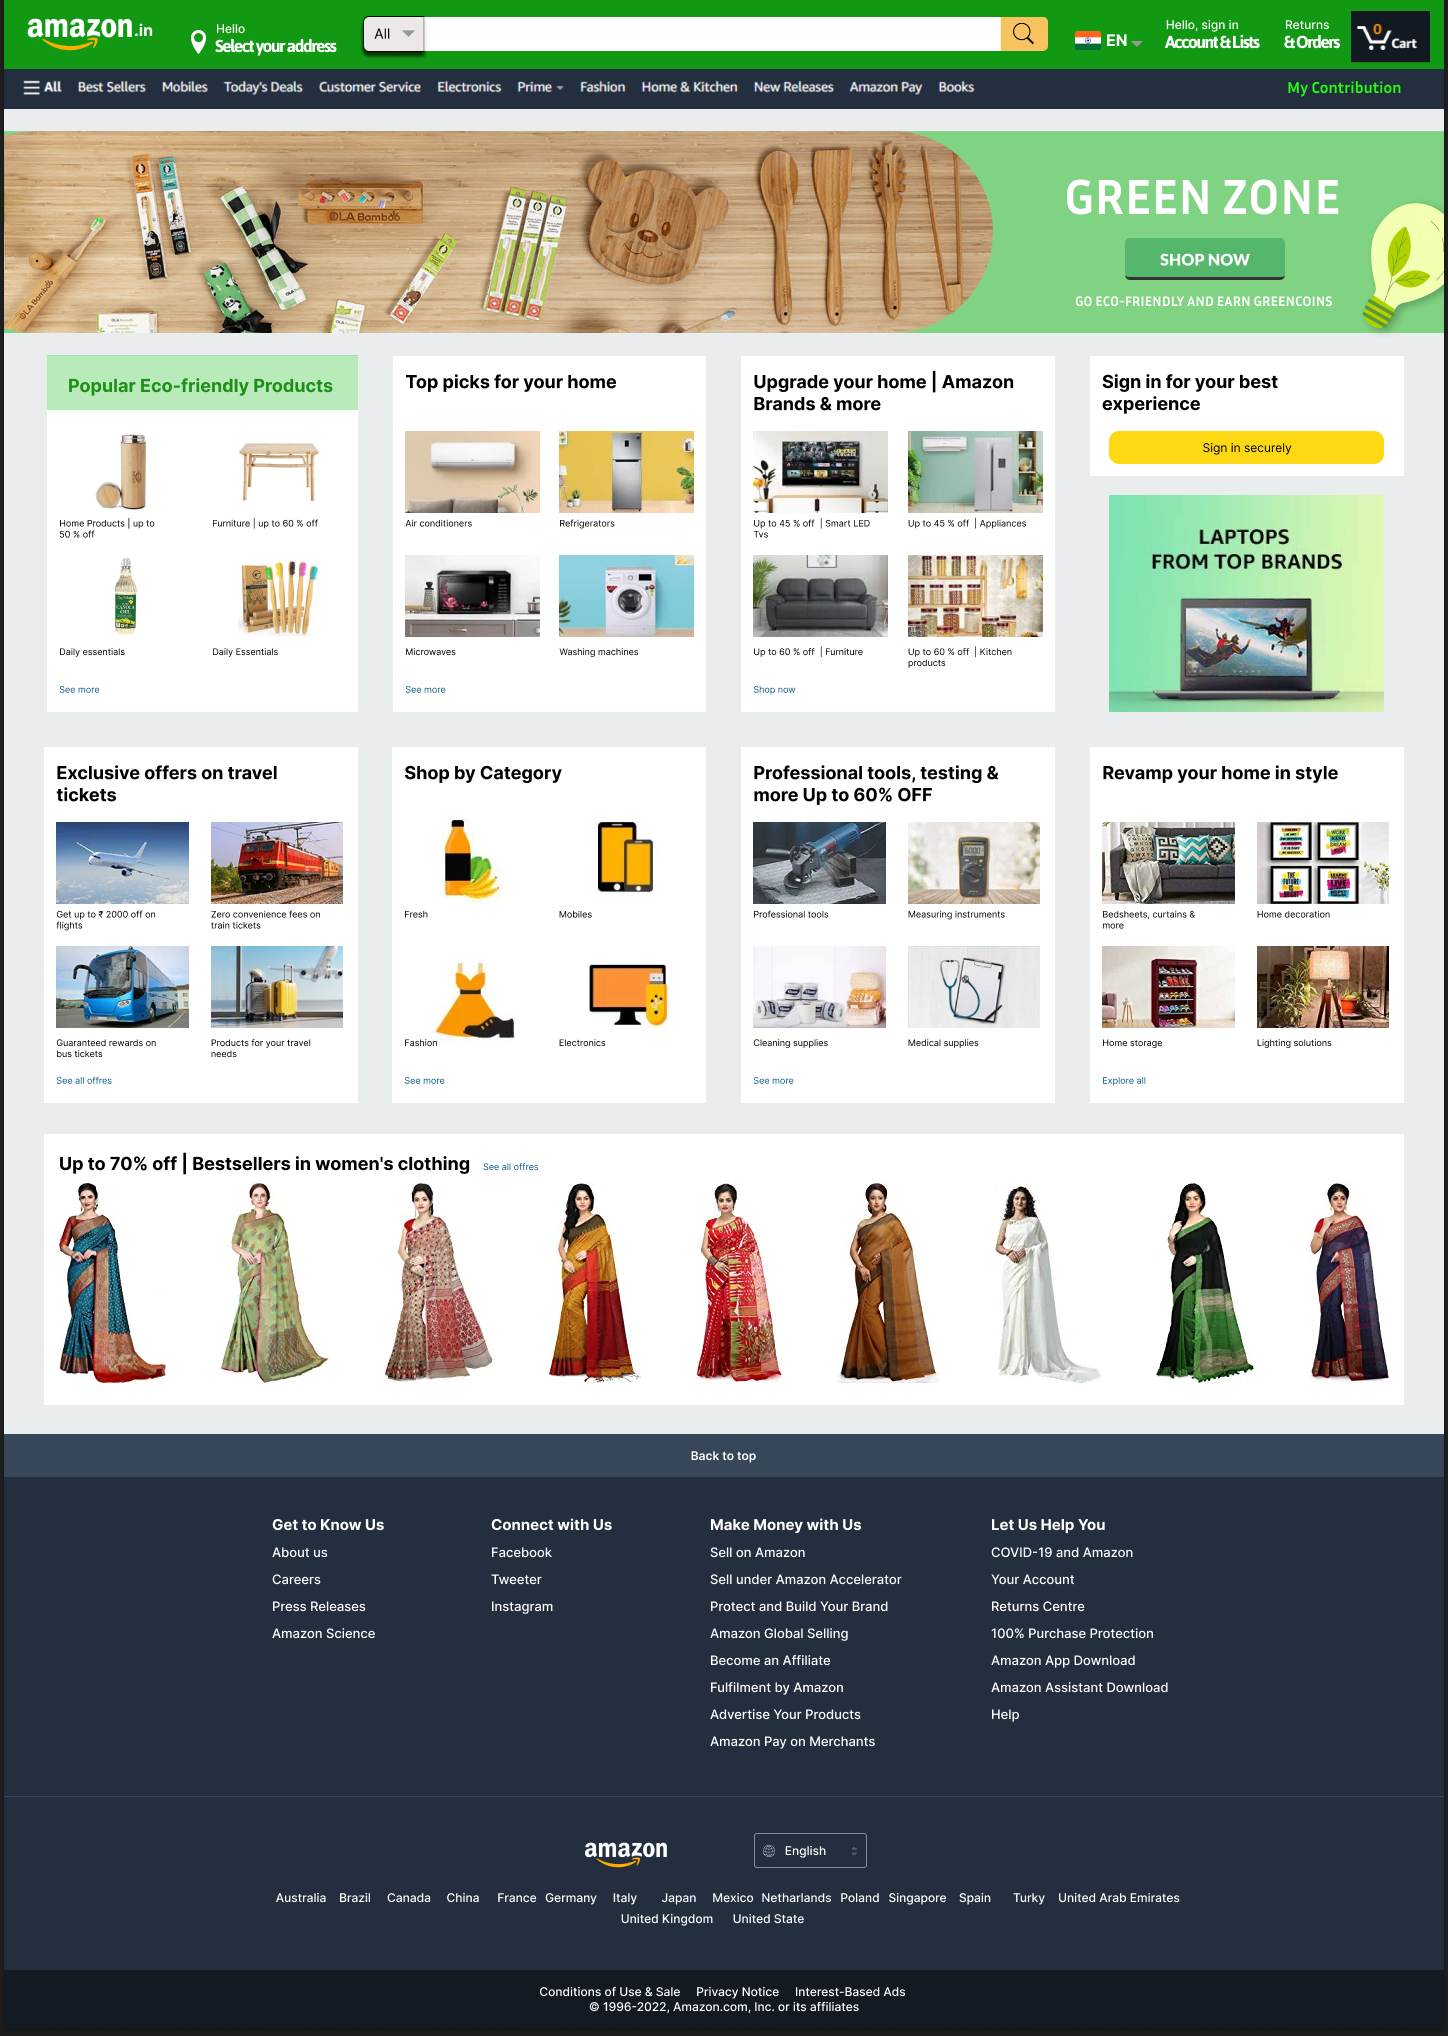 amazon.in
Hello
Select your address
All
EN
Hello, sign in
Account & Lists
Returns
& Orders
0
Cart
All Best Sellers Mobiles Today's Deals Customer Service Electronics Prime Fashion Home & Kitchen New Releases Amazon Pay Books
My Contribution
OLA Bamboo
OLA Bamboo
GREEN ZONE
SHOP NOW
GO ECO-FRIENDLY AND EARN GREENCOINS
Popular Eco-friendly Products
Home Products | up to
50 % off
Furniture | up to 60 % off
CANOLA
OIL
Daily essentials
Daily Essentials
See more
Top picks for your home
Air conditioners
Refrigerators
Microwaves
Washing machines
See more
Upgrade your home | Amazon
Brands & more
Up to 45 % off | Smart LED
Tvs
Up to 45 % off | Appliances
Up to 60 % off | Furniture
Up to 60 % off | Kitchen
products
Shop now
Sign in for your best
experience
Sign in securely
LAPTOPS
FROM TOP BRANDS
Exclusive offers on travel
tickets
Get up to ₹ 2000 off on
flights
Zero convenience fees on
train tickets
Guaranteed rewards on
bus tickets
Products for your travel
needs
See all offres
Shop by Category
Fresh
Mobiles
Fashion
Electronics
See more
Professional tools, testing &
more Up to 60% OFF
6000
Professional tools
Measuring instruments
Cleaning supplies
Medical supplies
See more
Revamp your home in style
WORK
HARD
DREAM
THE
FUTURE
IS
LIVE
Bedsheets, curtains &
more
Home decoration
Home storage
Lighting solutions
Explore all
Up to 70% off | Bestsellers in women's clothing
See all offres
Back to top
Get to Know Us
About us
Careers
Press Releases
Amazon Science
Connect with Us
Facebook
Tweeter
Instagram
Make Money with Us
Sell on Amazon
Sell under Amazon Accelerator
Protect and Build Your Brand
Amazon Global Selling
Become an Affiliate
Fulfilment by Amazon
Advertise Your Products
Amazon Pay on Merchants
Let Us Help You
COVID-19 and Amazon
Your Account
Returns Centre
100% Purchase Protection
Amazon App Download
Amazon Assistant Download
Help
amazon
English
Australia Brazil Canada China France Germany Italy Japan Mexico Netharlands Poland Singapore Spain Turky United Arab Emirates
United Kingdom United State
Conditions of Use & Sale Privacy Notice Interest-Based Ads
© 1996-2022, Amazon.com, Inc. or its affiliates